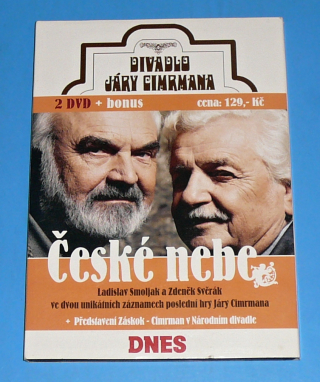 DIVADLO
JÁRY CIMRMANA
2 DVD + bonus
cena: 129,- Kč
České nebe
Ladislav Smoljak a Zdeněk Svěrák
ve dvou unikátních záznamech poslední hry Járy Cimrmana
+ Představení Záskok - Cimrman v Národním divadle
DNES